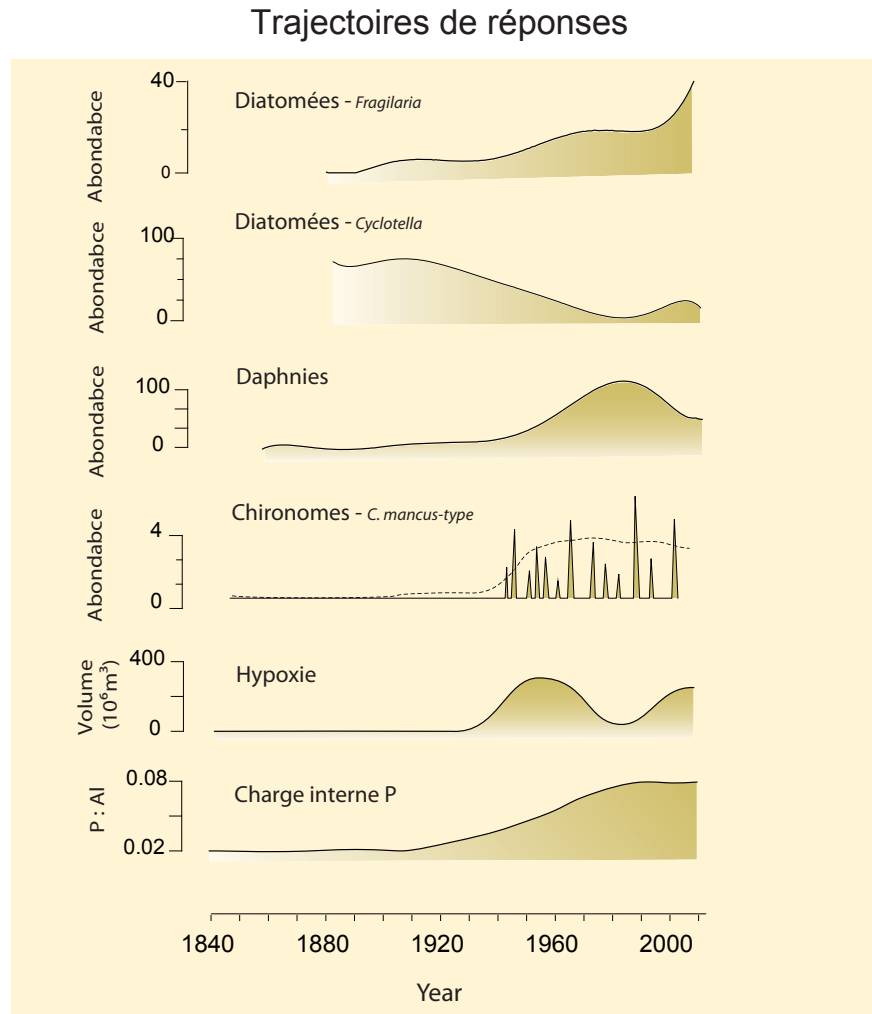 Trajectoires de réponses
40
Diatomées - Fragilaria
Abondabce
0
Diatomées - Cyclotella
100
Abondabce
0
Daphnies
100
Abondabce
0
Chironomes - C. mancus-type
4
Abondabce
0
400
Hypoxie
Volume
(10⁶m³)
0
0.08
Charge interne P
P : Al
0.02
1840 1880 1920 1960 2000
Year